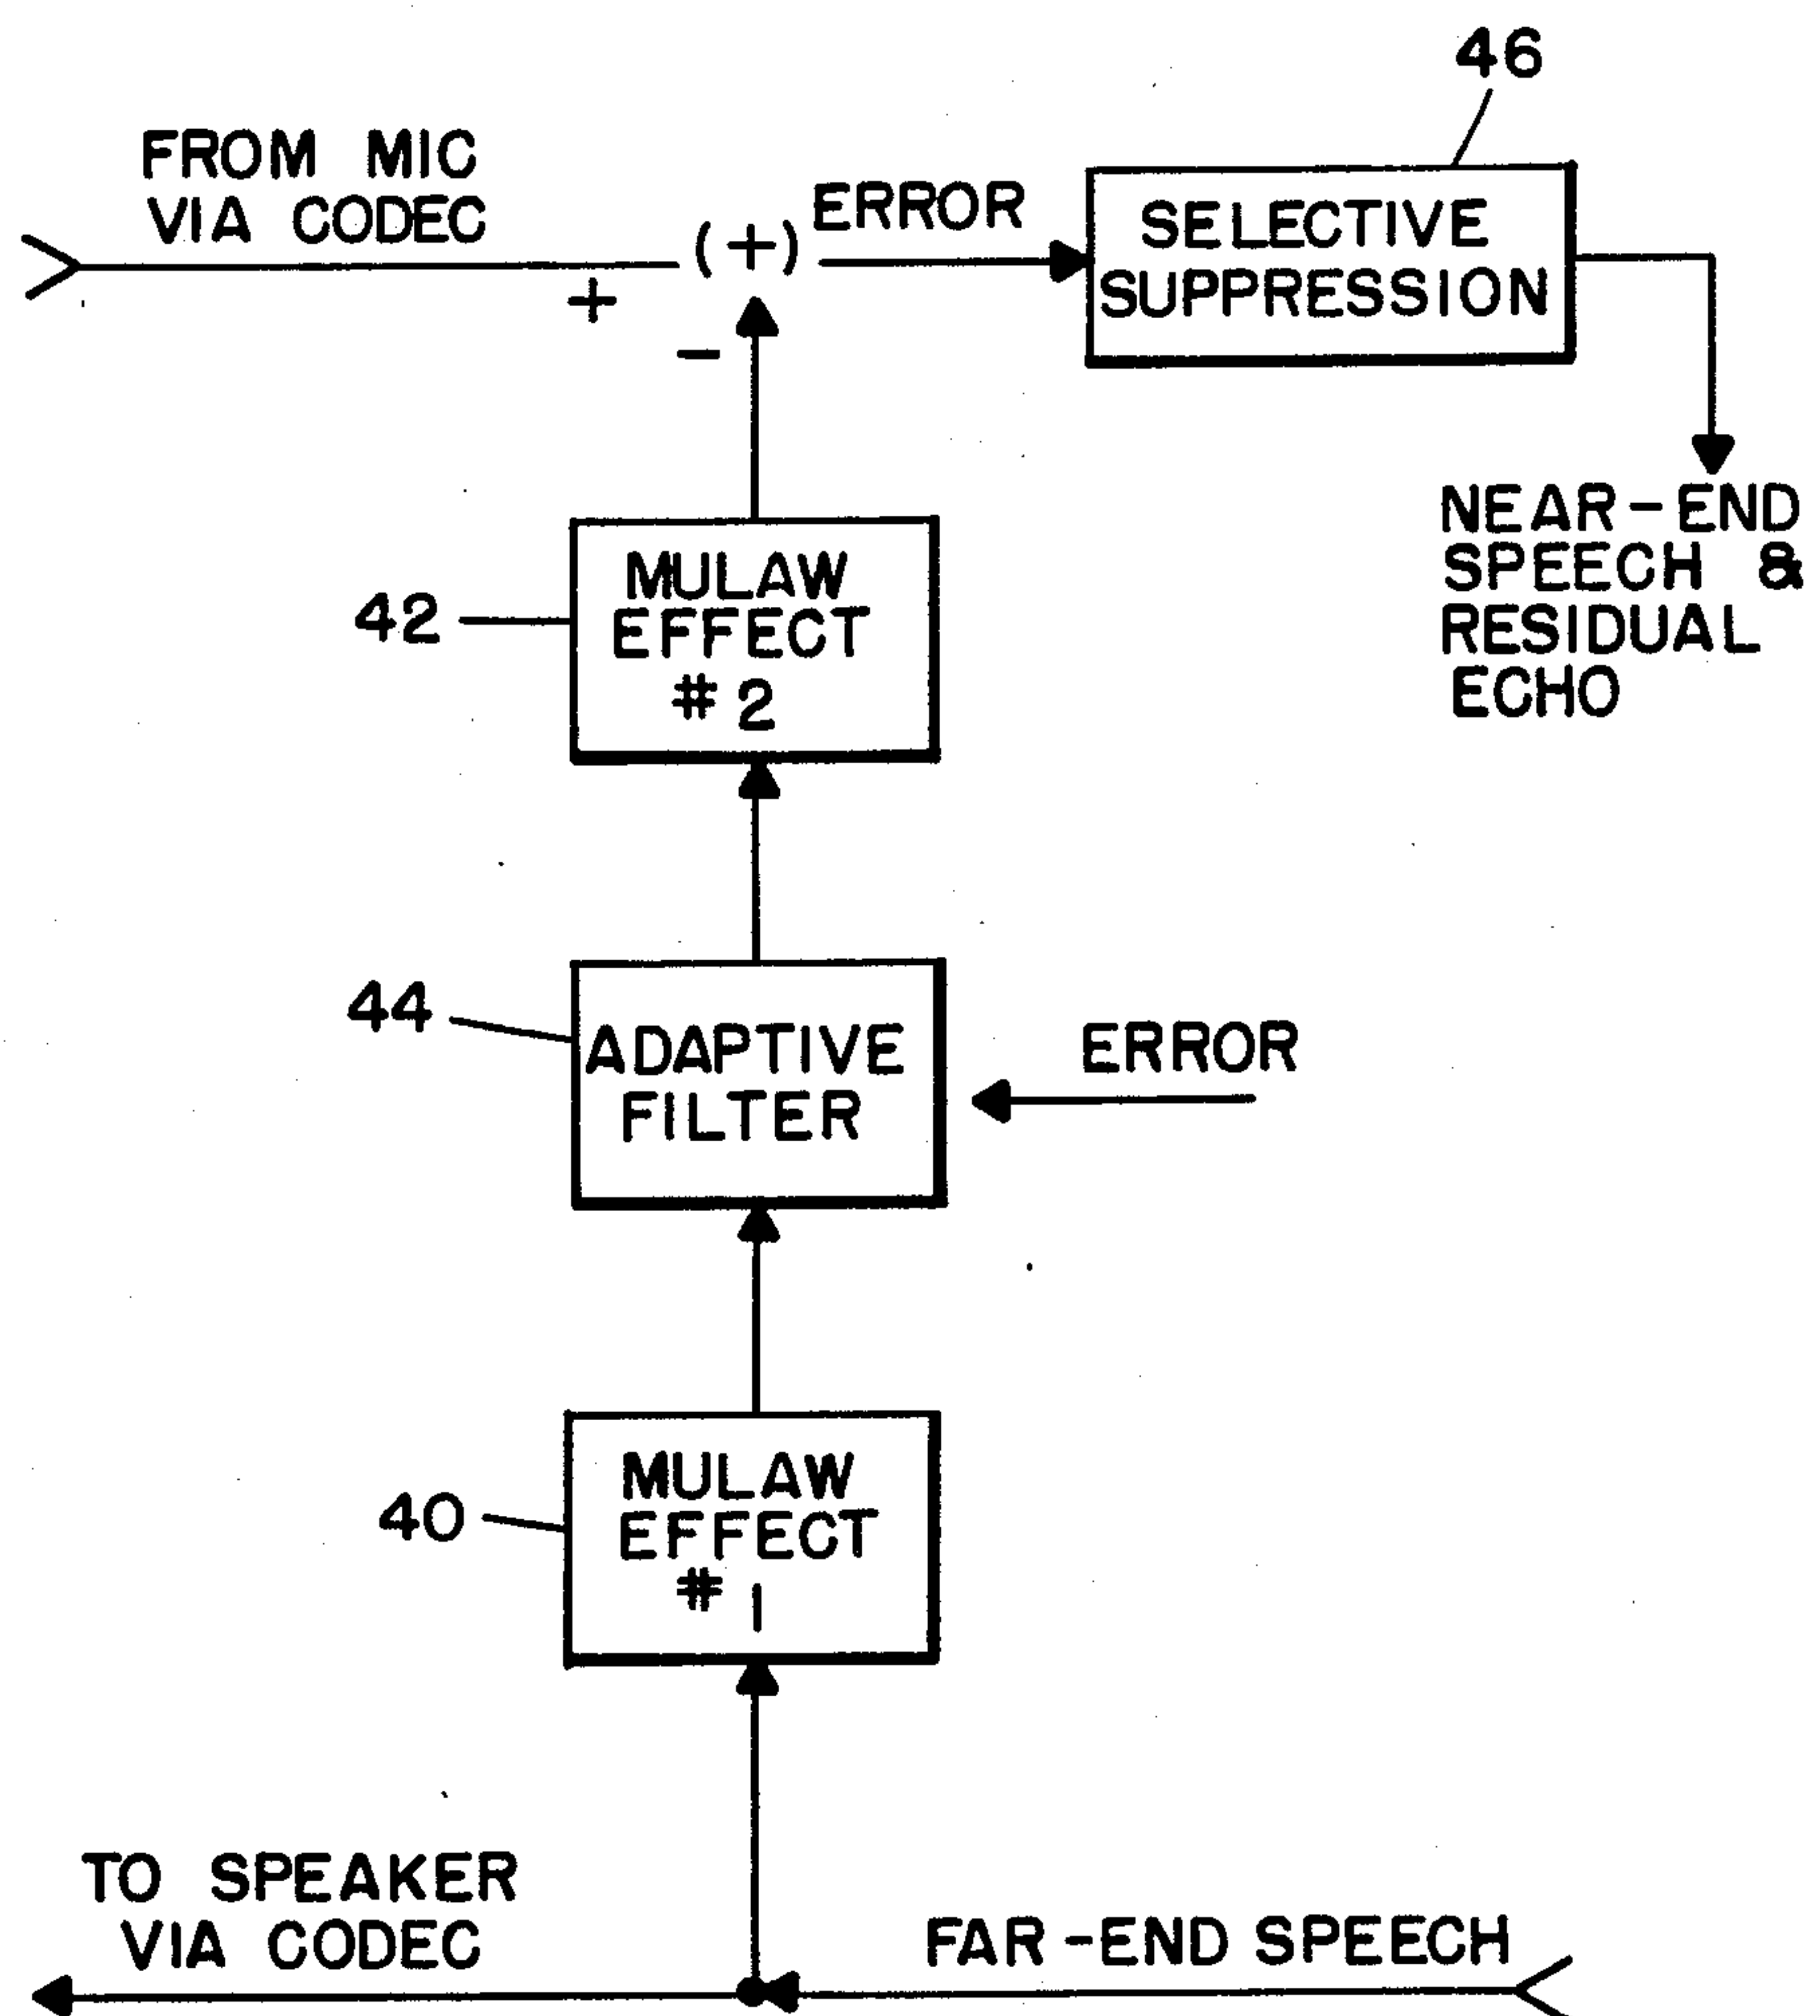 46
FROM MIC
VIA CODEC
(+)
ERROR
+
-
SELECTIVE
SUPPRESSION
NEAR-END
SPEECH &
RESIDUAL
ECHO
42
MULAW
EFFECT
# 2
44
ADAPTIVE
FILTER
ERROR
40
MULAW
EFFECT
# 1
TO SPEAKER
VIA CODEC
FAR-END SPEECH